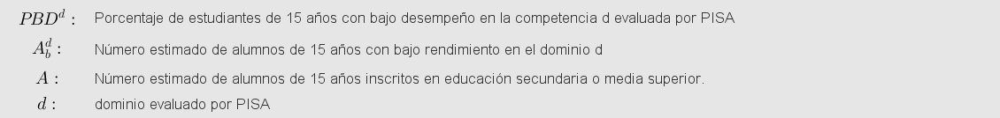 PBD^d : Porcentaje de estudiantes de 15 años con bajo desempeño en la competencia d evaluada por PISA
A_b^d : Número estimado de alumnos de 15 años con bajo rendimiento en el dominio d
A : Número estimado de alumnos de 15 años inscritos en educación secundaria o media superior.
d : dominio evaluado por PISA